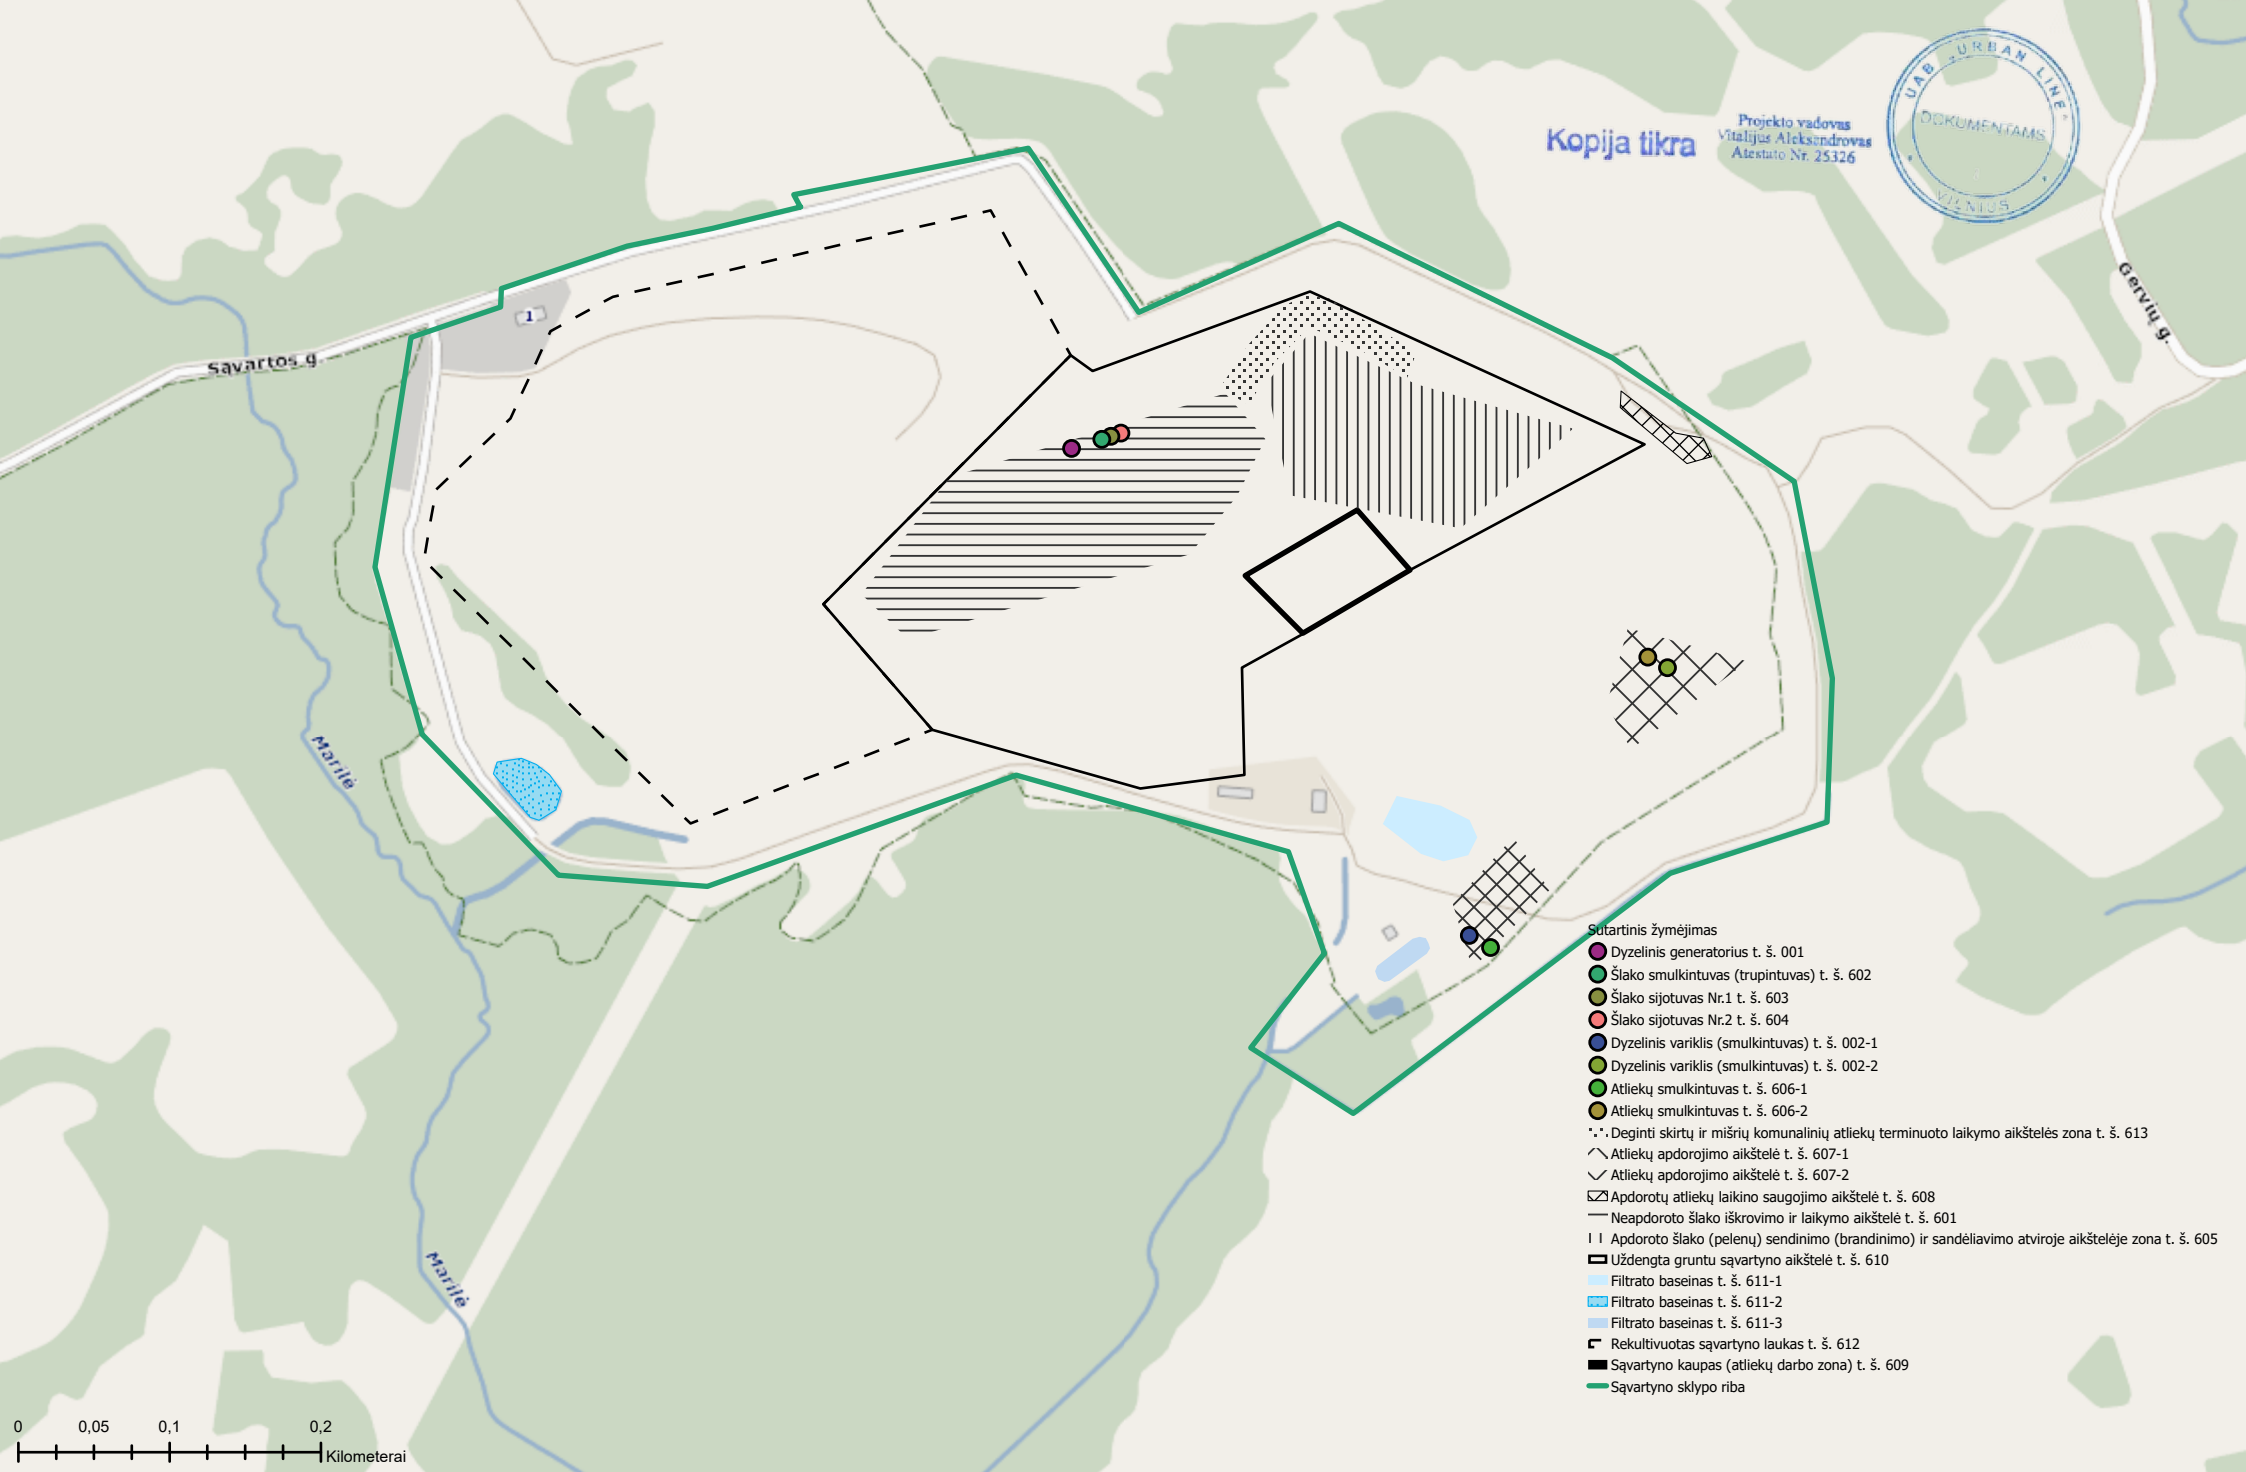 UAB „URBAN LINE“
DOKUMENTAMS
VILNIUS
Kopija tikra
Projekto vadovas
Vitalijus Aleksandrovas
Atestato Nr. 25326
Gervių g.
1
Sąvartos g.
Marilė
Marilė
Sutartinis žymėjimas
Dyzelinis generatorius t. š. 001
Šlako smulkintuvas (trupintuvas) t. š. 602
Šlako sijotuvas Nr.1 t. š. 603
Šlako sijotuvas Nr.2 t. š. 604
Dyzelinis variklis (smulkintuvas) t. š. 002-1
Dyzelinis variklis (smulkintuvas) t. š. 002-2
Atliekų smulkintuvas t. š. 606-1
Atliekų smulkintuvas t. š. 606-2
Deginti skirtų ir mišrių komunalinių atliekų terminuoto laikymo aikštelės zona t. š. 613
Atliekų apdorojimo aikštelė t. š. 607-1
Atliekų apdorojimo aikštelė t. š. 607-2
Apdorotų atliekų laikino saugojimo aikštelė t. š. 608
Neapdoroto šlako iškrovimo ir laikymo aikštelė t. š. 601
Apdoroto šlako (pelenų) sendinimo (brandinimo) ir sandėliavimo atviroje aikštelėje zona t. š. 605
Uždengta gruntu sąvartyno aikštelė t. š. 610
Filtrato baseinas t. š. 611-1
Filtrato baseinas t. š. 611-2
Filtrato baseinas t. š. 611-3
Rekultivuotas sąvartyno laukas t. š. 612
Sąvartyno kaupas (atliekų darbo zona) t. š. 609
Sąvartyno sklypo riba
0 0,05 0,1 0,2
Kilometerai